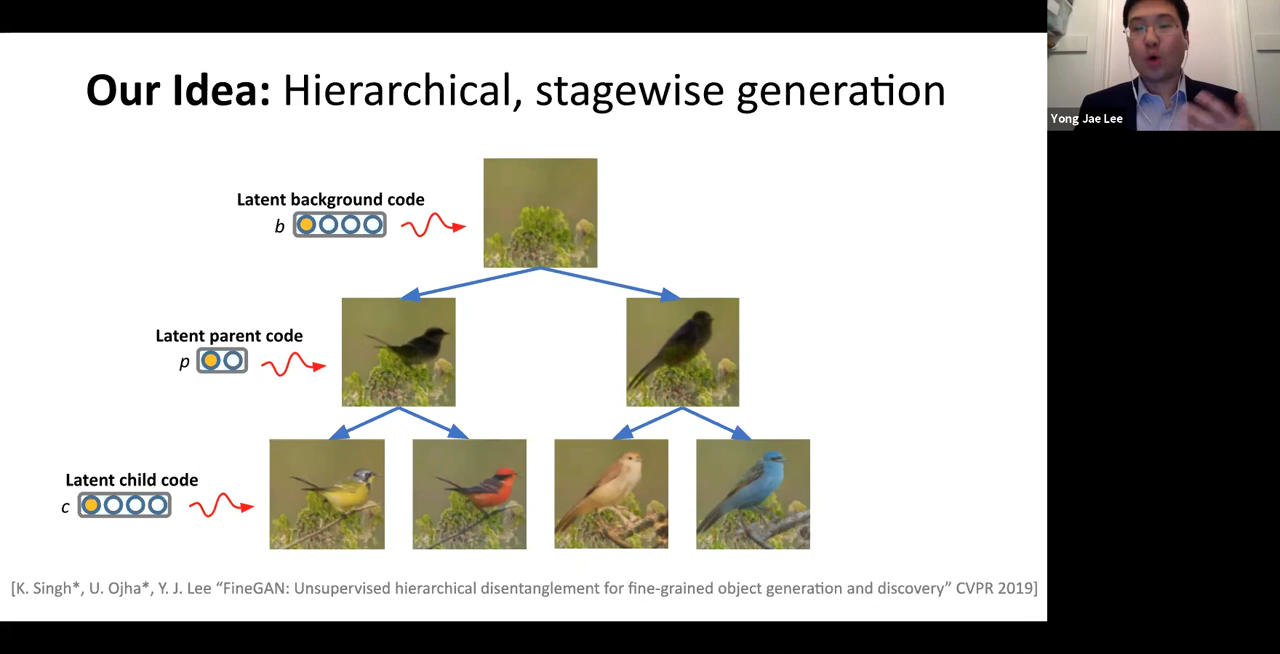 Our Idea: Hierarchical, stagewise generation
Yong Jae Lee
Latent background code
b
Latent parent code
p
Latent child code
c
[K. Singh*, U. Ojha*, Y. J. Lee “FineGAN: Unsupervised hierarchical disentanglement for fine-grained object generation and discovery” CVPR 2019]